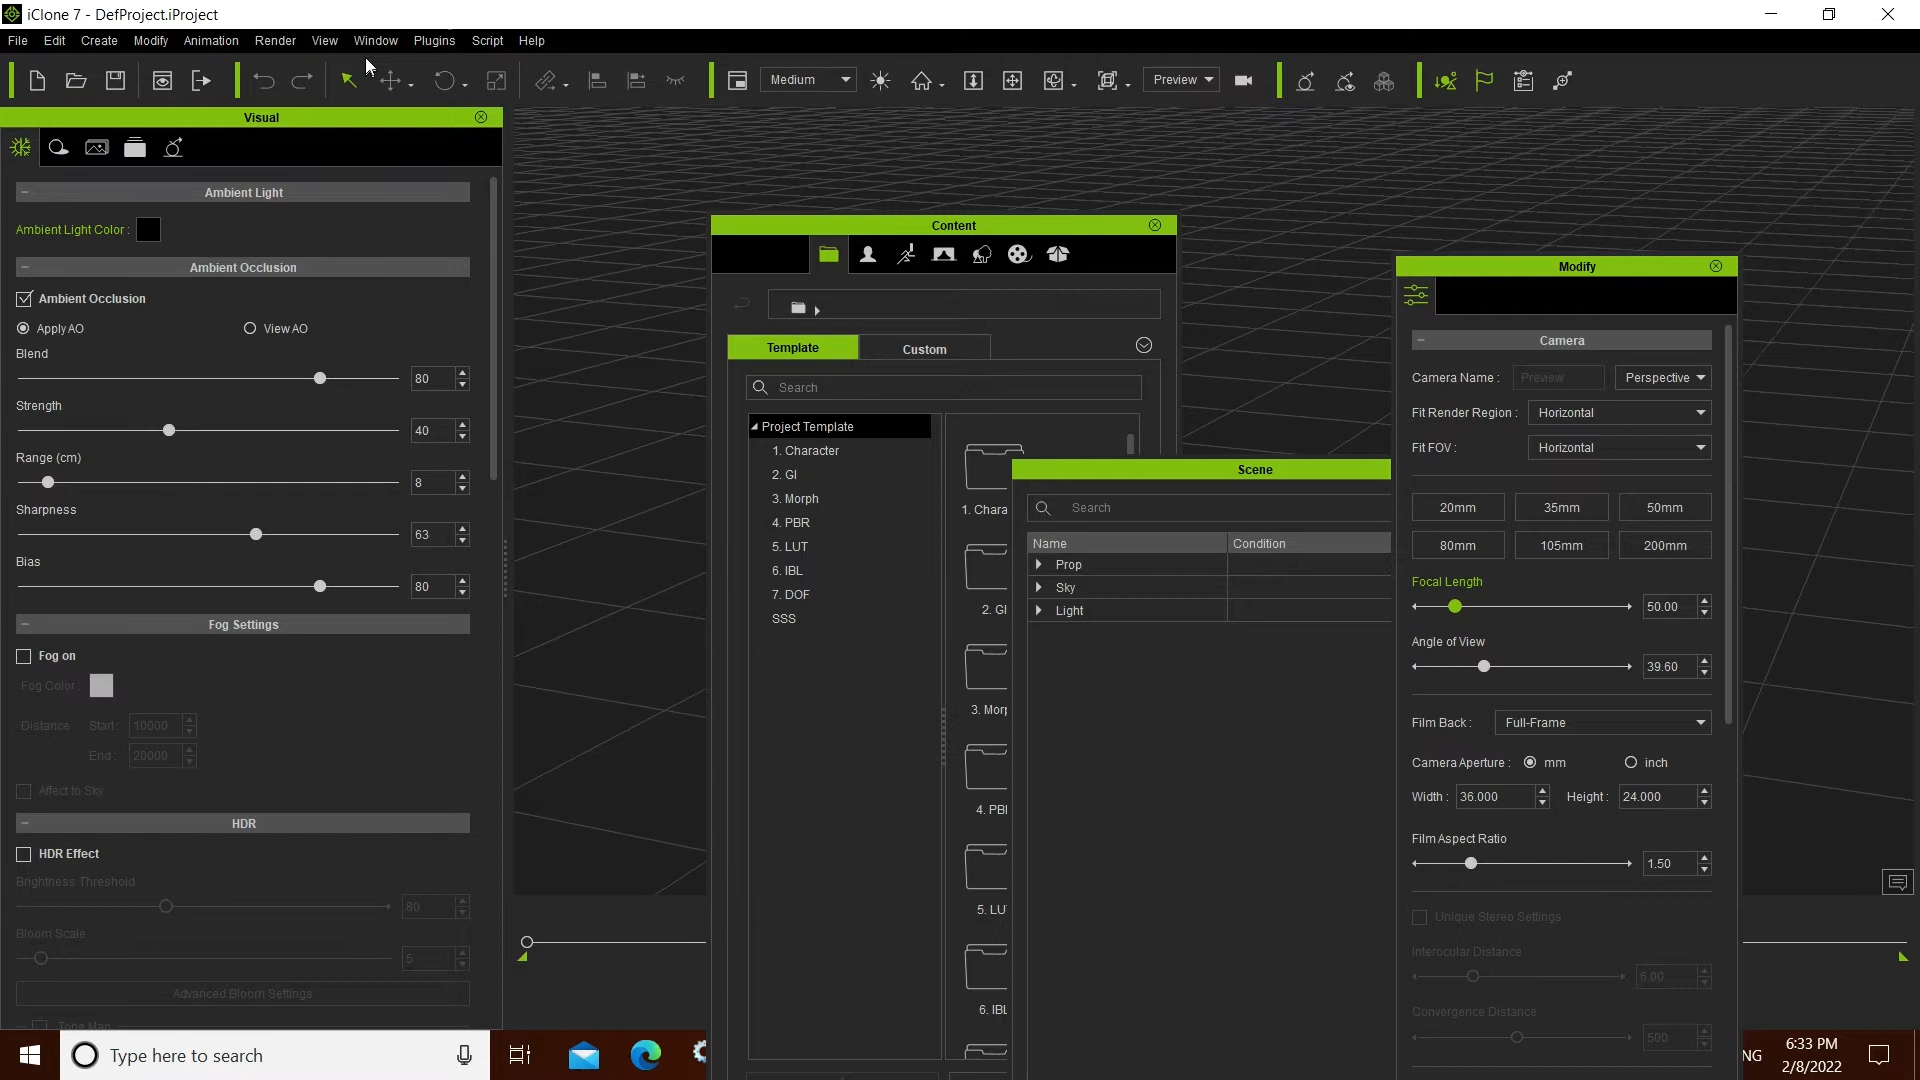 iClone 7 - DefProject.iProject
File Edit Create Modify Animation Render View Window Plugins Script Help
Medium Preview
Visual
Ambient Light
Ambient Light Color :
Ambient Occlusion
Ambient Occlusion
Apply AO View AO
Blend
80
Strength
40
Range (cm)
8
Sharpness
63
Bias
80
Fog Settings
Fog on
Fog Color :
Distance Start : 10000
End : 20000
Affect to Sky
HDR
HDR Effect
Brightness Threshold
80
Bloom Scale
5
Advanced Bloom Settings
Tone Map
Content
Template Custom
Search
Project Template
1. Character
2. GI
3. Morph
4. PBR
5. LUT
6. IBL
7. DOF
SSS
1. Chara
2. GI
3. Morp
4. PBI
5. LU
6. IBL
Scene
Search
Name Condition
Prop
Sky
Light
Modify
Camera
Camera Name : Preview Perspective
Fit Render Region : Horizontal
Fit FOV : Horizontal
20mm 35mm 50mm
80mm 105mm 200mm
Focal Length
50.00
Angle of View
39.60
Film Back : Full-Frame
Camera Aperture : mm inch
Width : 36.000 Height : 24.000
Film Aspect Ratio
1.50
Unique Stereo Settings
Interocular Distance
6.00
Convergence Distance
500
Type here to search
NG 6:33 PM
2/8/2022